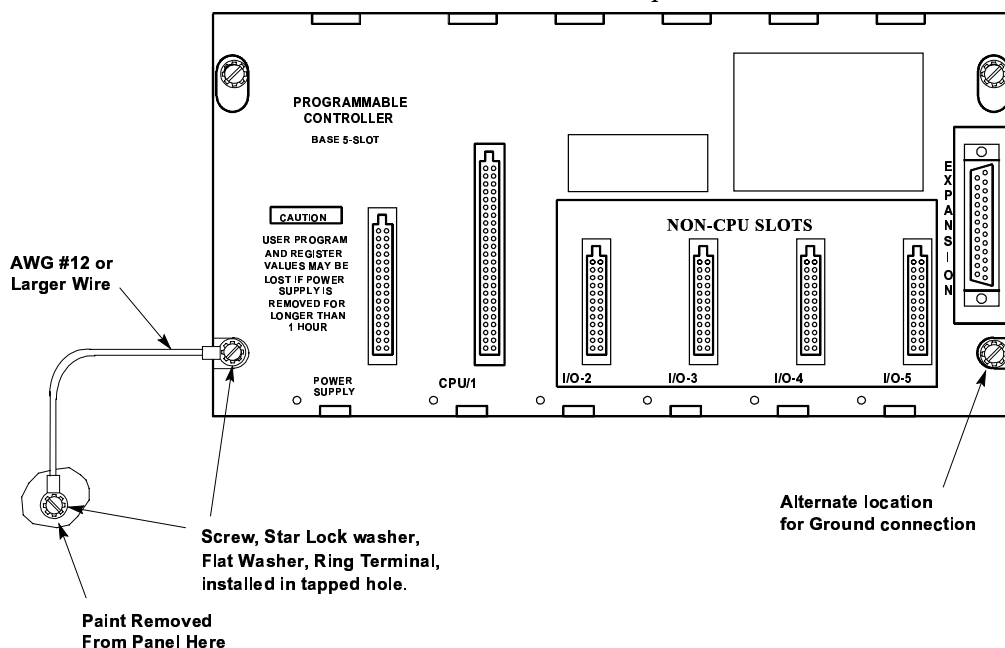 PROGRAMMABLE
CONTROLLER
BASE 5-SLOT
CAUTION
USER PROGRAM
AND REGISTER
VALUES MAY BE
LOST IF POWER
SUPPLY IS
REMOVED FOR
LONGER THAN
1 HOUR
POWER
SUPPLY
CPU/1
NON-CPU SLOTS
I/O-2
I/O-3
I/O-4
I/O-5
EXPANSION
AWG #12 or
Larger Wire
Screw, Star Lock washer,
Flat Washer, Ring Terminal,
installed in tapped hole.
Paint Removed
From Panel Here
Alternate location
for Ground connection